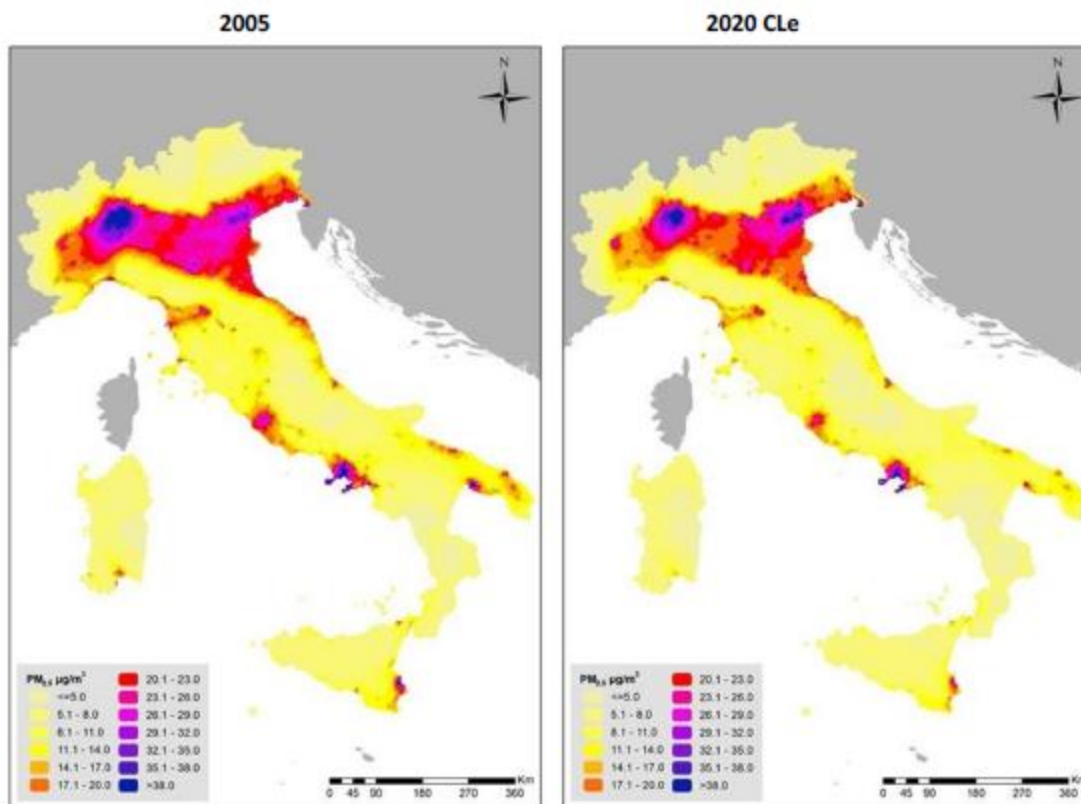 2005
2020 CLe
N
N
PM2.5 µg/m³
<=5.0
5.1 - 8.0
8.1 - 11.0
11.1 - 14.0
14.1 - 17.0
17.1 - 20.0
20.1 - 23.0
23.1 - 26.0
26.1 - 29.0
29.1 - 32.0
32.1 - 35.0
35.1 - 38.0
>38.0
Km
0 45 90 180 270 360
PM2.5 µg/m³
<=5.0
5.1 - 8.0
8.1 - 11.0
11.1 - 14.0
14.1 - 17.0
17.1 - 20.0
20.1 - 23.0
23.1 - 26.0
26.1 - 29.0
29.1 - 32.0
32.1 - 35.0
35.1 - 38.0
>38.0
Km
0 45 90 180 270 360